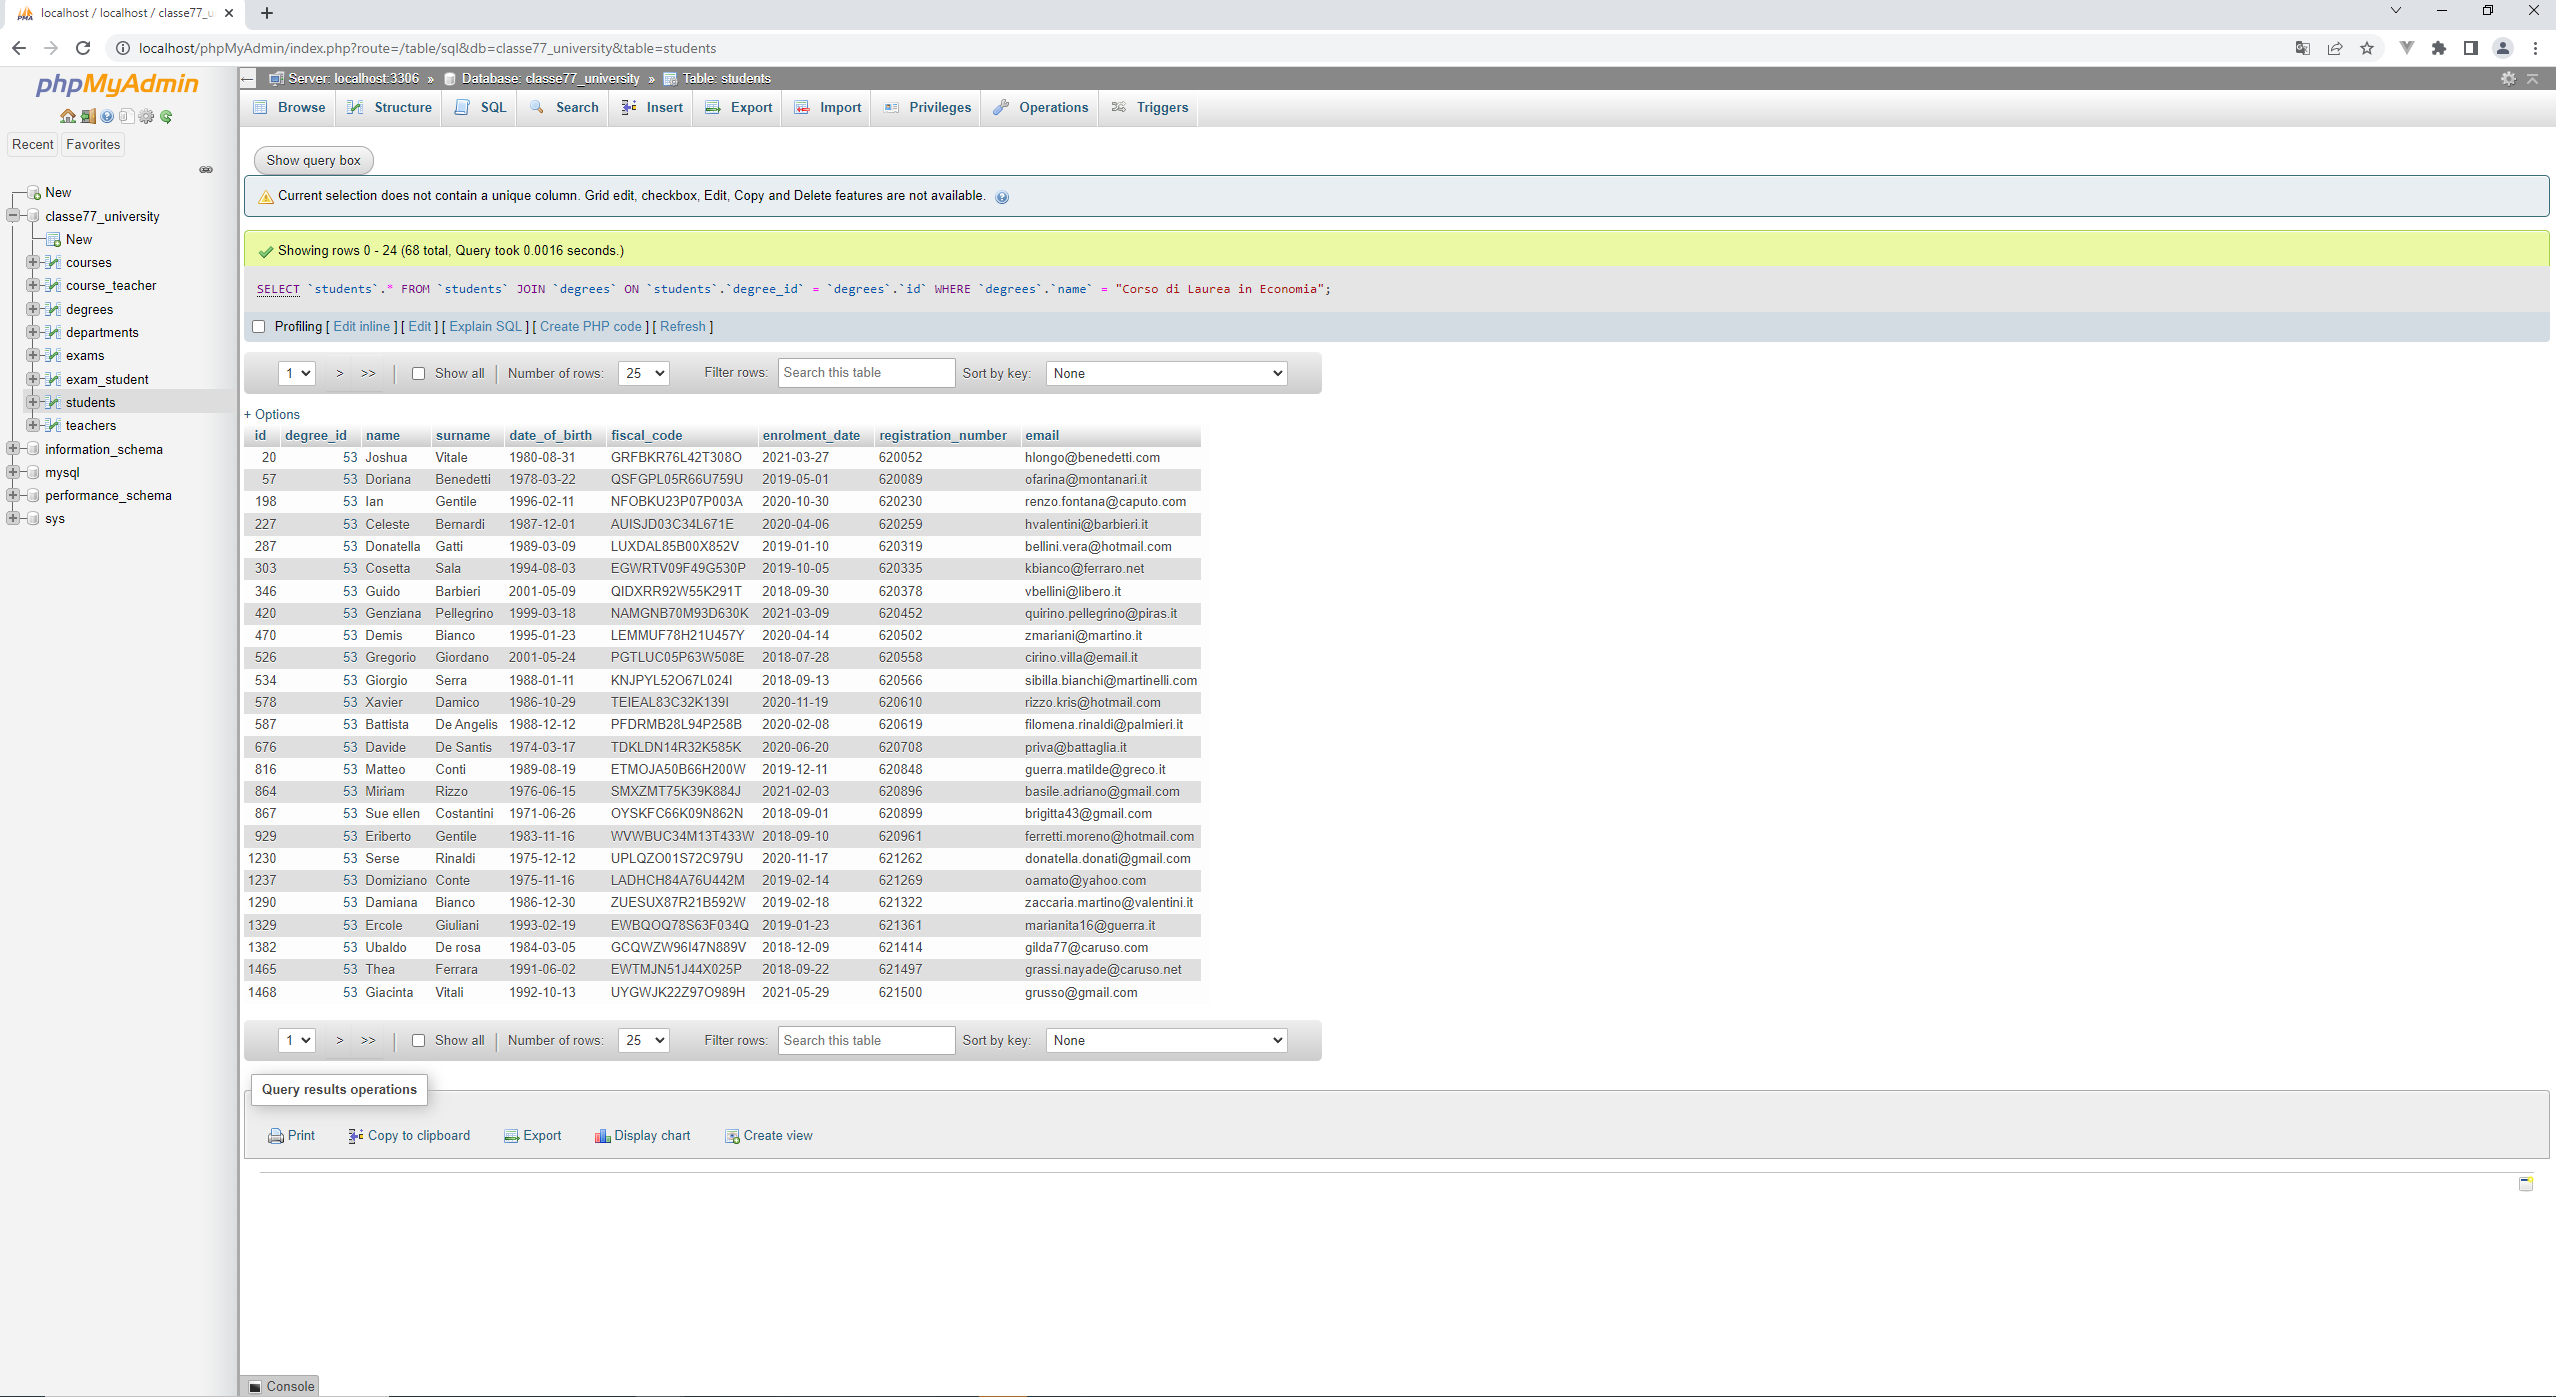 localhost / localhost / classe77_u
localhost/phpMyAdmin/index.php?route=/table/sql&db=classe77_university&table=students
phpMyAdmin
Recent Favorites
New
classe77_university
New
courses
course_teacher
degrees
departments
exams
exam_student
students
teachers
information_schema
mysql
performance_schema
sys
Server: localhost:3306 » Database: classe77_university » Table: students
Browse Structure SQL Search Insert Export Import Privileges Operations Triggers
Show query box
Current selection does not contain a unique column. Grid edit, checkbox, Edit, Copy and Delete features are not available.
Showing rows 0 - 24 (68 total, Query took 0.0016 seconds.)
SELECT `students`.* FROM `students` JOIN `degrees` ON `students`.`degree_id` = `degrees`.`id` WHERE `degrees`.`name` = "Corso di Laurea in Economia";
Profiling [ Edit inline ] [ Edit ] [ Explain SQL ] [ Create PHP code ] [ Refresh ]
1 > >> | Show all | Number of rows: 25 Filter rows: Search this table Sort by key: None
+ Options
id degree_id name surname date_of_birth fiscal_code enrolment_date registration_number email
20 53 Joshua Vitale 1980-08-31 GRFBKR76L42T308O 2021-03-27 620052 hlongo@benedetti.com
57 53 Doriana Benedetti 1978-03-22 QSFGPL05R66U759U 2019-05-01 620089 ofarina@montanari.it
198 53 Ian Gentile 1996-02-11 NFOBKU23P07P003A 2020-10-30 620230 renzo.fontana@caputo.com
227 53 Celeste Bernardi 1987-12-01 AUISJD03C34L671E 2020-04-06 620259 hvalentini@barbieri.it
287 53 Donatella Gatti 1989-03-09 LUXDAL85B00X852V 2019-01-10 620319 bellini.vera@hotmail.com
303 53 Cosetta Sala 1994-08-03 EGWRTV09F49G530P 2019-10-05 620335 kbianco@ferraro.net
346 53 Guido Barbieri 2001-05-09 QIDXRR92W55K291T 2018-09-30 620378 vbellini@libero.it
420 53 Genziana Pellegrino 1999-03-18 NAMGNB70M93D630K 2021-03-09 620452 quirino.pellegrino@piras.it
470 53 Demis Bianco 1995-01-23 LEMMUF78H21U457Y 2020-04-14 620502 zmariani@martino.it
526 53 Gregorio Giordano 2001-05-24 PGTLUC05P63W508E 2018-07-28 620558 cirino.villa@email.it
534 53 Giorgio Serra 1988-01-11 KNJPYL52O67L024I 2018-09-13 620566 sibilla.bianchi@martinelli.com
578 53 Xavier Damico 1986-10-29 TEIEAL83C32K139I 2020-11-19 620610 rizzo.kris@hotmail.com
587 53 Battista De Angelis 1988-12-12 PFDRMB28L94P258B 2020-02-08 620619 filomena.rinaldi@palmieri.it
676 53 Davide De Santis 1974-03-17 TDKLDN14R32K585K 2020-06-20 620708 priva@battaglia.it
816 53 Matteo Conti 1989-08-19 ETMOJA50B66H200W 2019-12-11 620848 guerra.matilde@greco.it
864 53 Miriam Rizzo 1976-06-15 SMXZMT75K39K884J 2021-02-03 620896 basile.adriano@gmail.com
867 53 Sue ellen Costantini 1971-06-26 OYSKFC66K09N862N 2018-09-01 620899 brigitta43@gmail.com
929 53 Eriberto Gentile 1983-11-16 WVWBUC34M13T433W 2018-09-10 620961 ferretti.moreno@hotmail.com
1230 53 Serse Rinaldi 1975-12-12 UPLQZO01S72C979U 2020-11-17 621262 donatella.donati@gmail.com
1237 53 Domiziano Conte 1975-11-16 LADHCH84A76U442M 2019-02-14 621269 oamato@yahoo.com
1290 53 Damiana Bianco 1986-12-30 ZUESUX87R21B592W 2019-02-18 621322 zaccaria.martino@valentini.it
1329 53 Ercole Giuliani 1993-02-19 EWBQOQ78S63F034Q 2019-01-23 621361 marianita16@guerra.it
1382 53 Ubaldo De rosa 1984-03-05 GCQWZW96I47N889V 2018-12-09 621414 gilda77@caruso.com
1465 53 Thea Ferrara 1991-06-02 EWTMJN51J44X025P 2018-09-22 621497 grassi.nayade@caruso.net
1468 53 Giacinta Vitali 1992-10-13 UYGWJK22Z97O989H 2021-05-29 621500 grusso@gmail.com
1 > >> | Show all | Number of rows: 25 Filter rows: Search this table Sort by key: None
Query results operations
Print Copy to clipboard Export Display chart Create view
Console